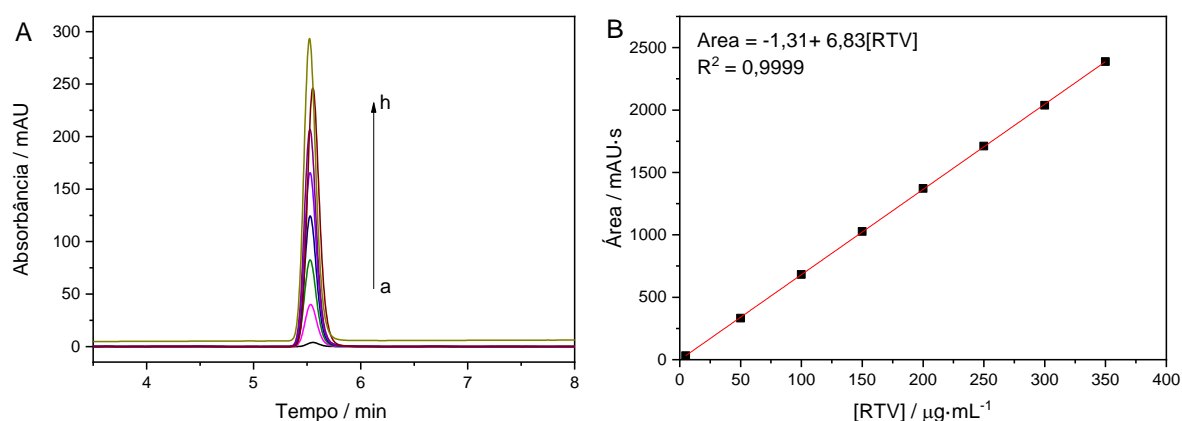 A
300
250
200
150
100
50
0
Absorbância / mAU
h
a
4 5 6 7 8
Tempo / min
B
Area = -1,31+ 6,83[RTV]
R² = 0,9999
2500
2000
1500
1000
500
0
Área / mAU·s
0 50 100 150 200 250 300 350 400
[RTV] / μg·mL⁻¹